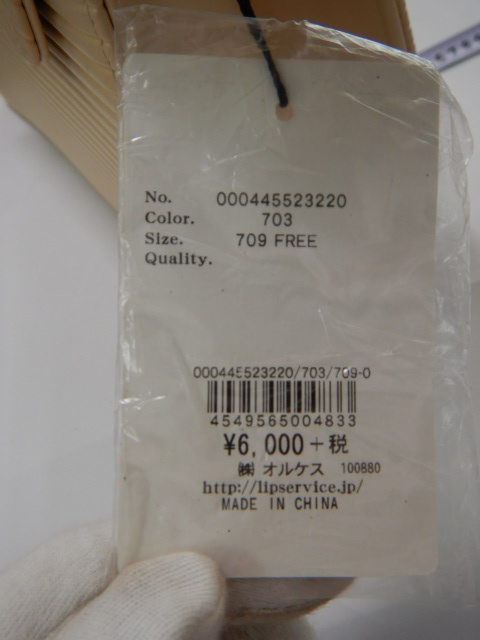 No. 000445523220
Color. 703
Size. 709 FREE
Quality.
000445523220/703/709-0
4549565004833
¥6,000+税
㈱ オルケス 100880
http://lipservice.jp/
MADE IN CHINA